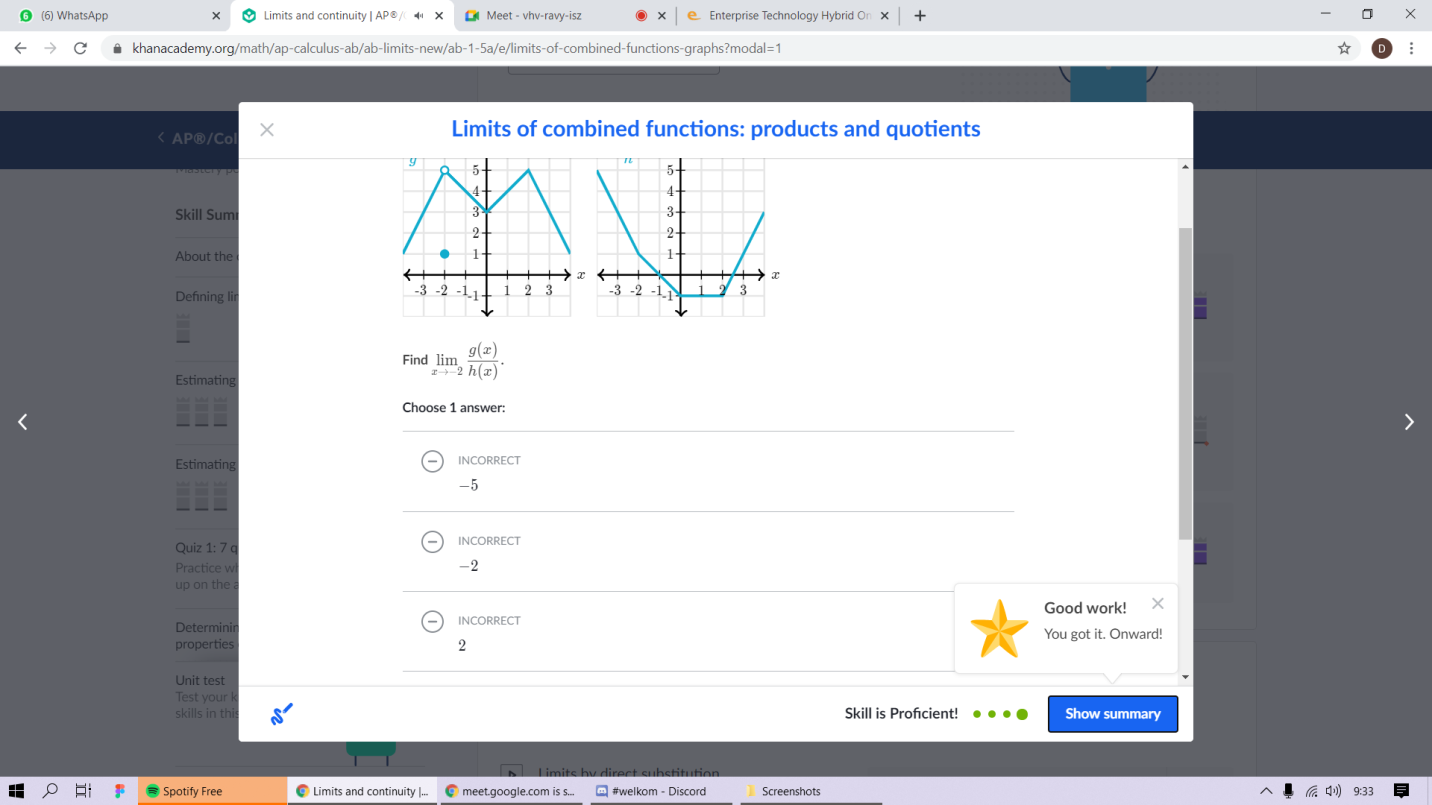 (6) WhatsApp
Limits and continuity | AP®/
Meet - vhv-ravy-isz
Enterprise Technology Hybrid On
khanacademy.org/math/ap-calculus-ab/ab-limits-new/ab-1-5a/e/limits-of-combined-functions-graphs?modal=1
D
AP®/Col
Limits of combined functions: products and quotients
Skill Summ
About the
Defining lin
Estimating
Estimating
Quiz 1: 7 q
Practice wh
up on the a
Determinin
properties
Unit test
Test your k
skills in this
g
5
4
3
2
1
-3 -2 -1 1 2 3
-1
x
h
5
4
3
2
1
-3 -2 -1 1 2 3
-1
x
Find lim x→−2 g(x)/h(x).
Choose 1 answer:
INCORRECT
−5
INCORRECT
−2
INCORRECT
2
Good work!
You got it. Onward!
Skill is Proficient!
Show summary
Limits by direct substitution
Spotify Free
Limits and continuity |...
meet.google.com is s...
#welkom - Discord
Screenshots
9:33